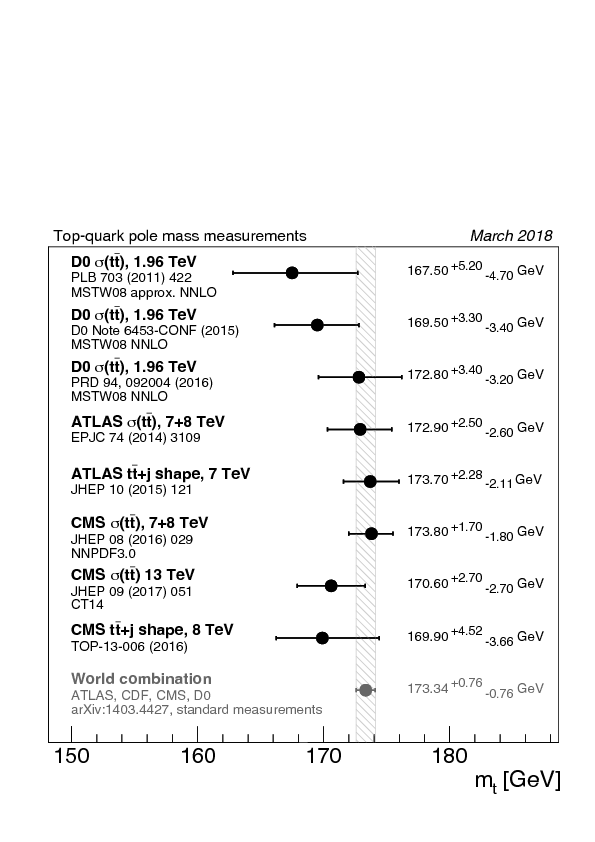 Top-quark pole mass measurements March 2018
D0 σ(tt̄), 1.96 TeV
PLB 703 (2011) 422
MSTW08 approx. NNLO
167.50 +5.20 -4.70 GeV
D0 σ(tt̄), 1.96 TeV
D0 Note 6453-CONF (2015)
MSTW08 NNLO
169.50 +3.30 -3.40 GeV
D0 σ(tt̄), 1.96 TeV
PRD 94, 092004 (2016)
MSTW08 NNLO
172.80 +3.40 -3.20 GeV
ATLAS σ(tt̄), 7+8 TeV
EPJC 74 (2014) 3109
172.90 +2.50 -2.60 GeV
ATLAS tt̄+j shape, 7 TeV
JHEP 10 (2015) 121
173.70 +2.28 -2.11 GeV
CMS σ(tt̄), 7+8 TeV
JHEP 08 (2016) 029
NNPDF3.0
173.80 +1.70 -1.80 GeV
CMS σ(tt̄) 13 TeV
JHEP 09 (2017) 051
CT14
170.60 +2.70 -2.70 GeV
CMS tt̄+j shape, 8 TeV
TOP-13-006 (2016)
169.90 +4.52 -3.66 GeV
World combination
ATLAS, CDF, CMS, D0
arXiv:1403.4427, standard measurements
173.34 +0.76 -0.76 GeV
150 160 170 180
m_t [GeV]